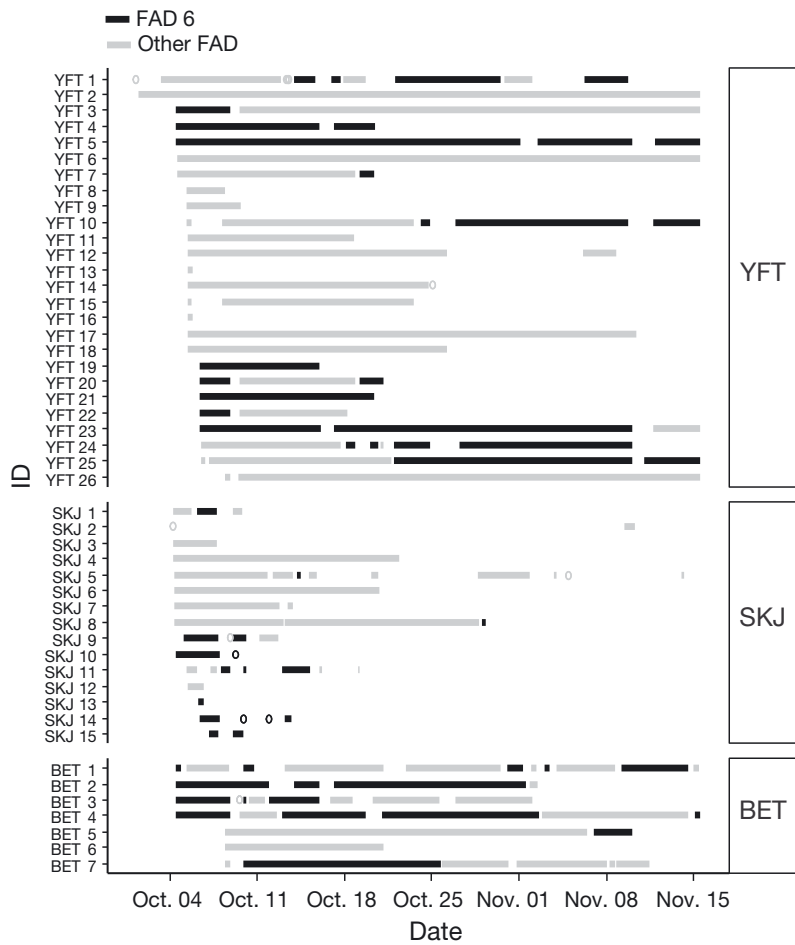 FAD 6
Other FAD
YFT 1
YFT 2
YFT 3
YFT 4
YFT 5
YFT 6
YFT 7
YFT 8
YFT 9
YFT 10
YFT 11
YFT 12
YFT 13
YFT 14
YFT 15
YFT 16
YFT 17
YFT 18
YFT 19
YFT 20
YFT 21
YFT 22
YFT 23
YFT 24
YFT 25
YFT 26
YFT
ID
SKJ 1
SKJ 2
SKJ 3
SKJ 4
SKJ 5
SKJ 6
SKJ 7
SKJ 8
SKJ 9
SKJ 10
SKJ 11
SKJ 12
SKJ 13
SKJ 14
SKJ 15
SKJ
BET 1
BET 2
BET 3
BET 4
BET 5
BET 6
BET 7
BET
Oct. 04 Oct. 11 Oct. 18 Oct. 25 Nov. 01 Nov. 08 Nov. 15
Date